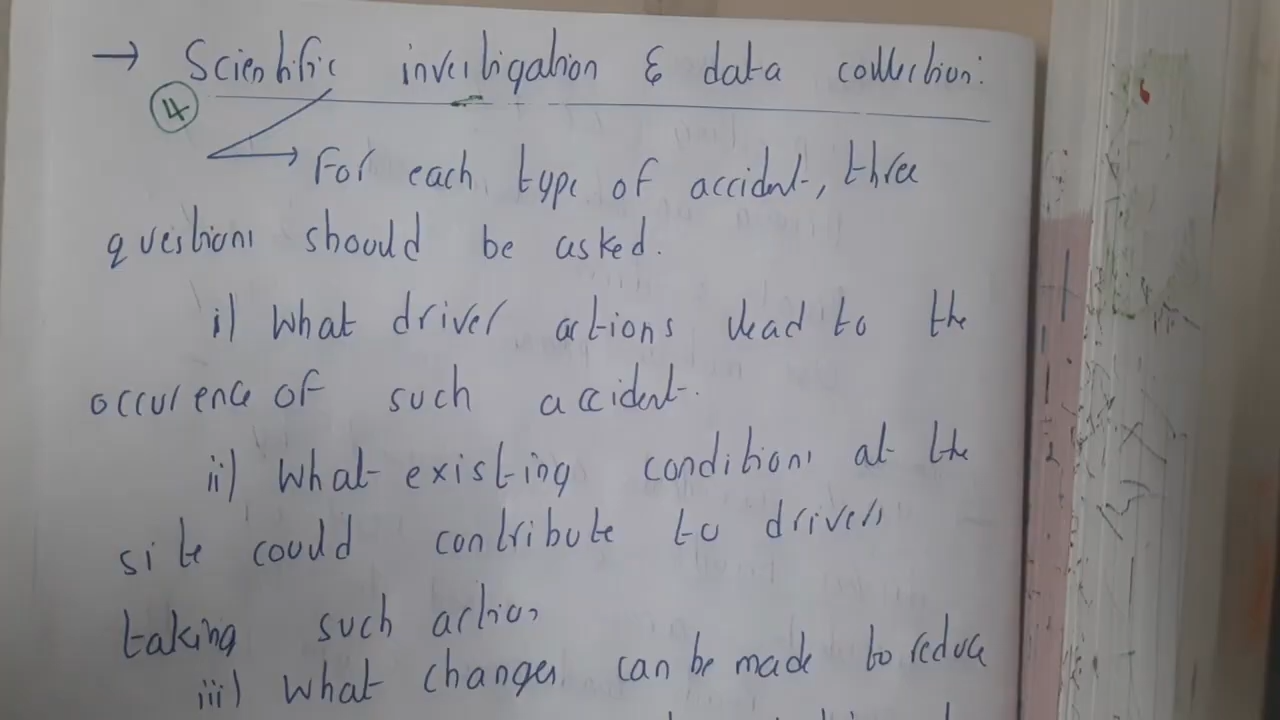 → Scientific investigation & data collection:
④
→ For each type of accident, three
questions should be asked.
i) What driver actions lead to the
occurence of such accident.
ii) What existing conditions at the
site could contribute to drivers
taking such action
iii) What changes can be made to reduce